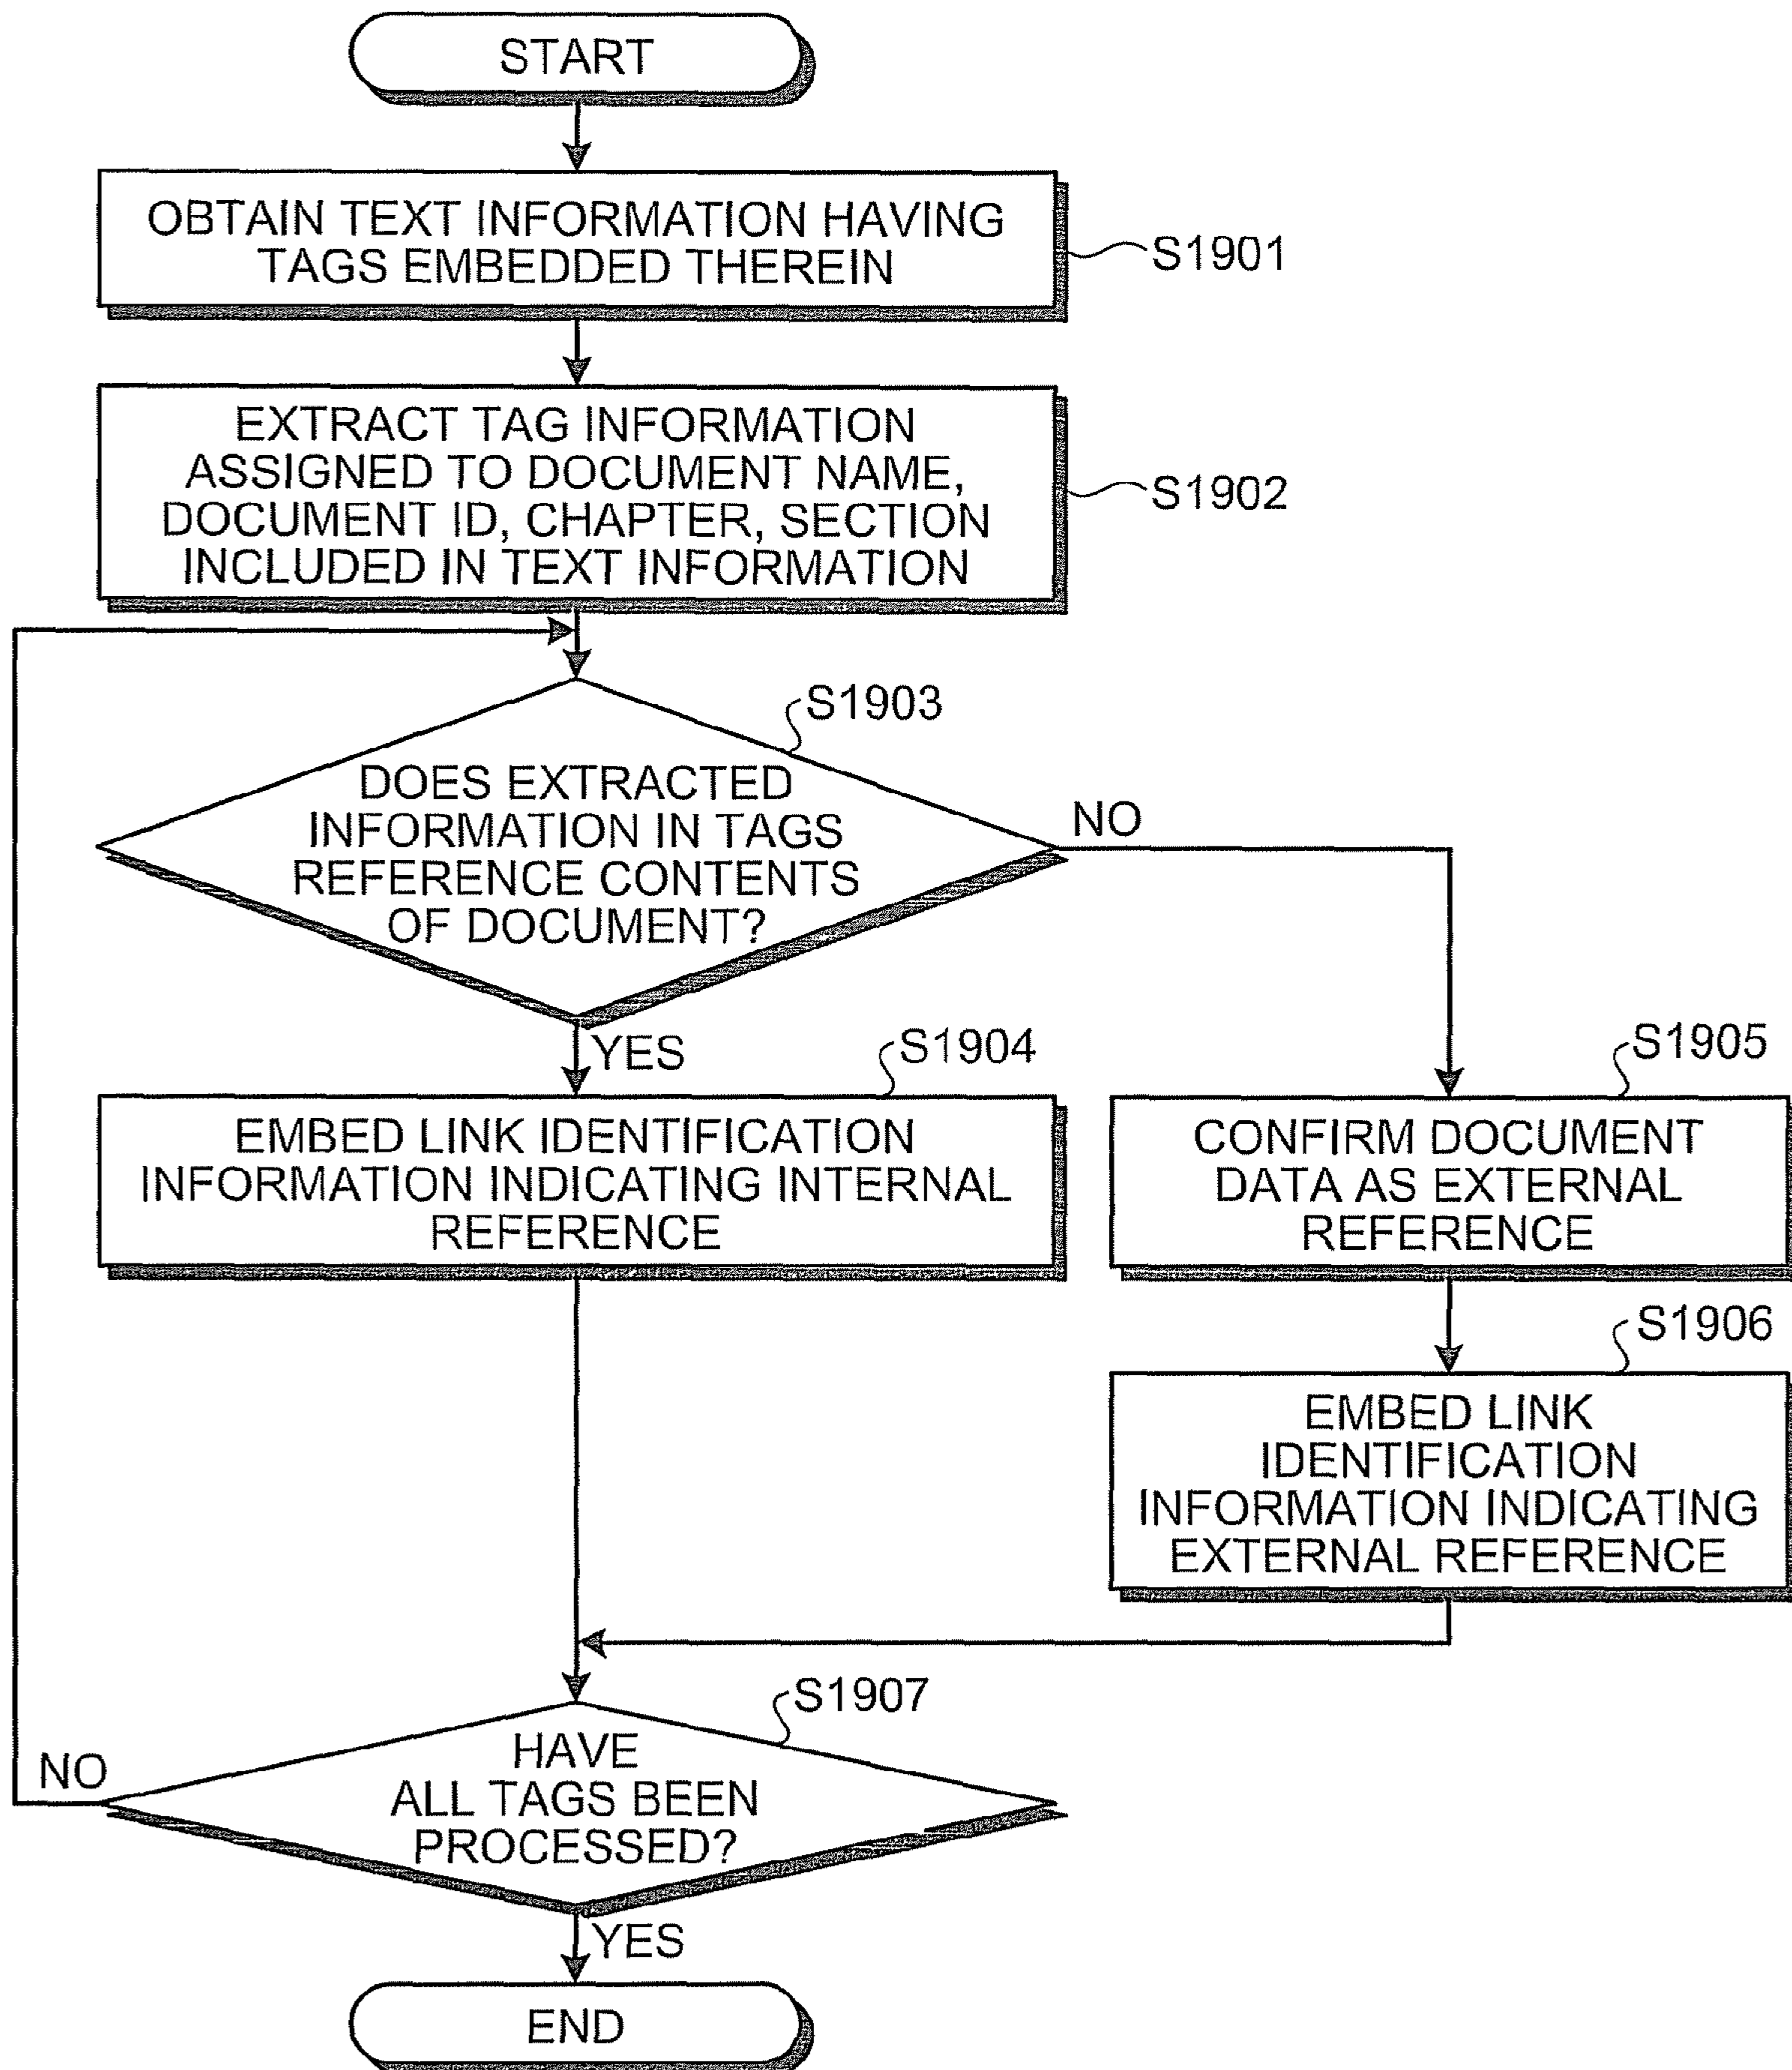 START
OBTAIN TEXT INFORMATION HAVING
TAGS EMBEDDED THEREIN
S1901
EXTRACT TAG INFORMATION
ASSIGNED TO DOCUMENT NAME,
DOCUMENT ID, CHAPTER, SECTION
INCLUDED IN TEXT INFORMATION
S1902
S1903
DOES EXTRACTED
INFORMATION IN TAGS
REFERENCE CONTENTS
OF DOCUMENT?
NO
YES
S1904
EMBED LINK IDENTIFICATION
INFORMATION INDICATING INTERNAL
REFERENCE
S1905
CONFIRM DOCUMENT
DATA AS EXTERNAL
REFERENCE
S1906
EMBED LINK
IDENTIFICATION
INFORMATION INDICATING
EXTERNAL REFERENCE
S1907
HAVE
ALL TAGS BEEN
PROCESSED?
NO
YES
END